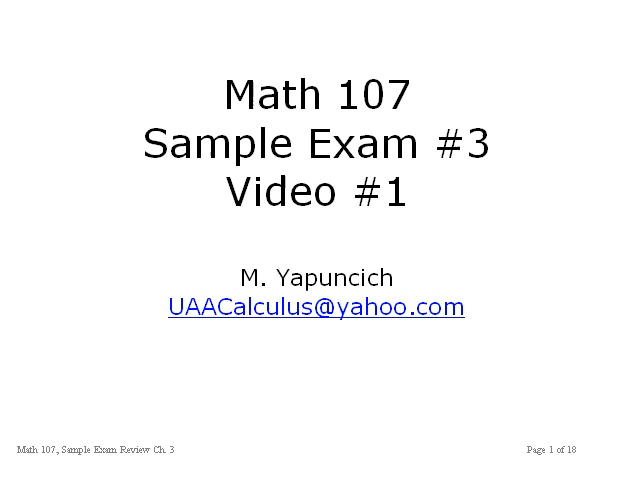 Math 107
Sample Exam #3
Video #1
M. Yapuncich
UAACalculus@yahoo.com
Math 107, Sample Exam Review Ch. 3
Page 1 of 18